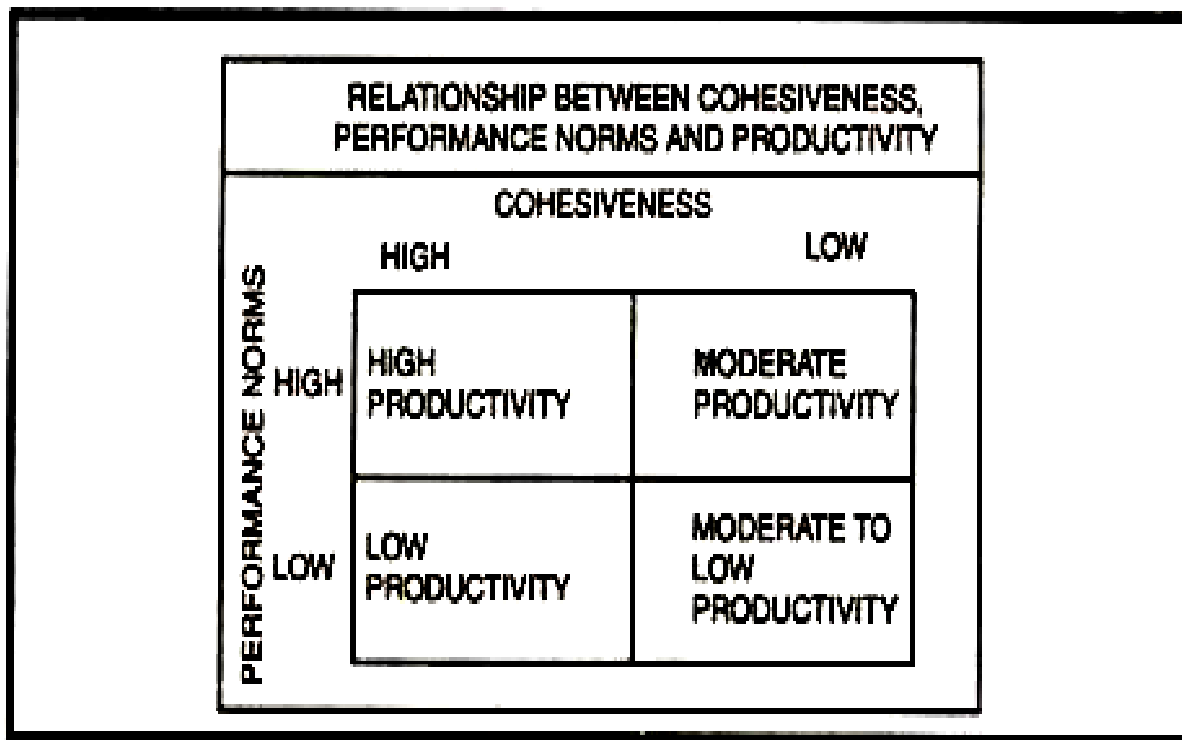 RELATIONSHIP BETWEEN COHESIVENESS,
PERFORMANCE NORMS AND PRODUCTIVITY
COHESIVENESS
HIGH
LOW
PERFORMANCE NORMS
HIGH
HIGH
PRODUCTIVITY
MODERATE
PRODUCTIVITY
LOW
LOW
PRODUCTIVITY
MODERATE TO
LOW
PRODUCTIVITY